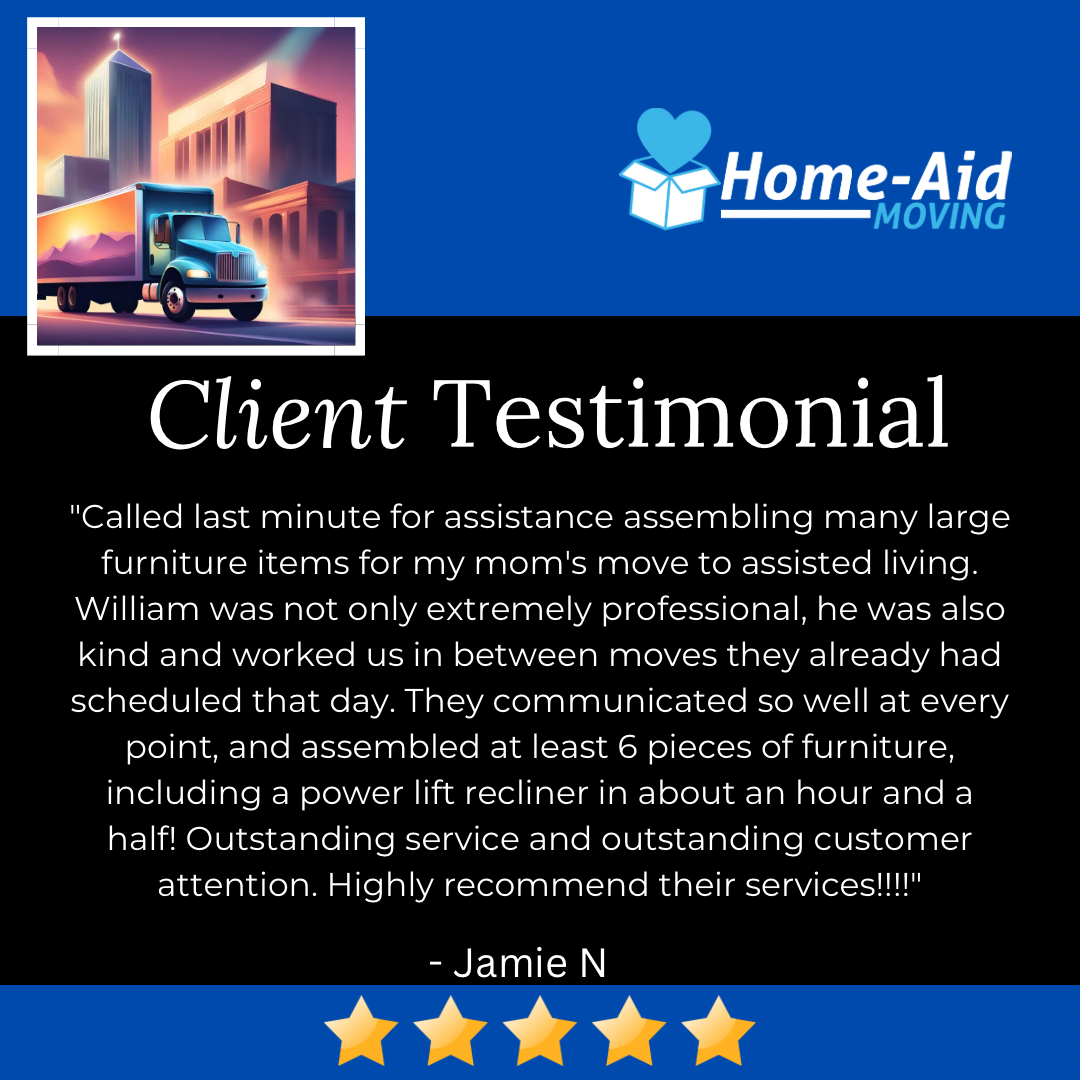 Home-Aid
MOVING
Client Testimonial
"Called last minute for assistance assembling many large
furniture items for my mom's move to assisted living.
William was not only extremely professional, he was also
kind and worked us in between moves they already had
scheduled that day. They communicated so well at every
point, and assembled at least 6 pieces of furniture,
including a power lift recliner in about an hour and a
half! Outstanding service and outstanding customer
attention. Highly recommend their services!!!!"
- Jamie N